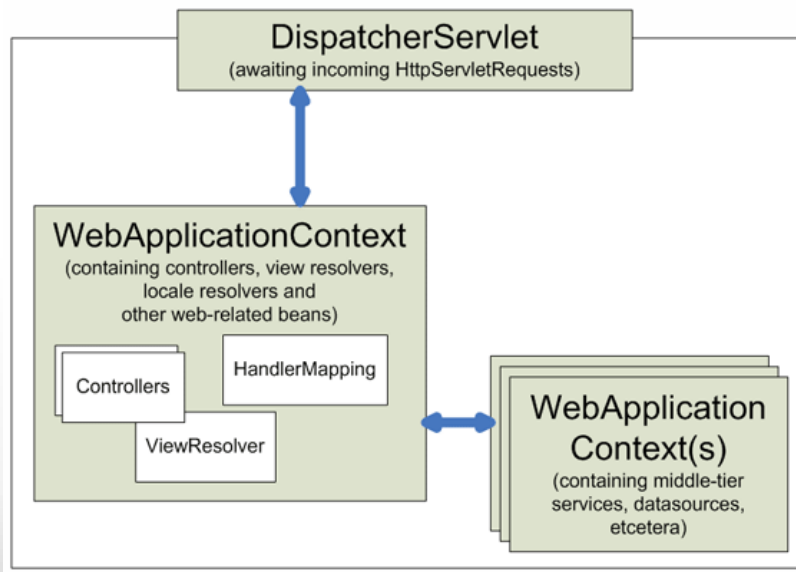 DispatcherServlet
(awaiting incoming HttpServletRequests)
WebApplicationContext
(containing controllers, view resolvers,
locale resolvers and
other web-related beans)
Controllers
HandlerMapping
ViewResolver
WebApplication
Context(s)
(containing middle-tier
services, datasources,
etcetera)